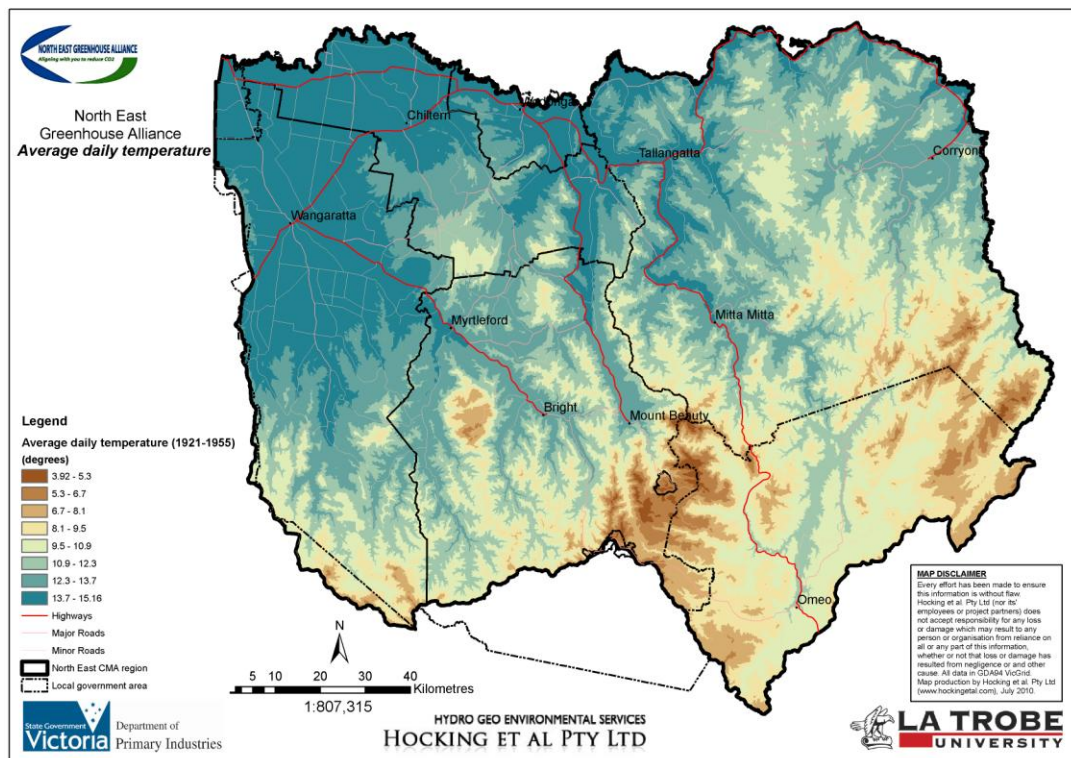 NORTH EAST GREENHOUSE ALLIANCE
Aligning with you to reduce CO2
North East
Greenhouse Alliance
Average daily temperature
Chiltern
Wodonga
Tallangatta
Corryong
Wangaratta
Myrtleford
Mitta Mitta
Bright
Mount Beauty
Omeo
Legend
Average daily temperature (1921-1955)
(degrees)
3.92 - 5.3
5.3 - 6.7
6.7 - 8.1
8.1 - 9.5
9.5 - 10.9
10.9 - 12.3
12.3 - 13.7
13.7 - 15.16
Highways
Major Roads
Minor Roads
North East CMA region
Local government area
N
0 5 10 20 30 40
Kilometres
1:807,315
MAP DISCLAIMER
Every effort has been made to ensure
this information is without flaw.
Hocking et al. Pty Ltd (nor its'
employees or project partners) does
not accept responsibility for any loss
or damage which may result to any
person or organisation from reliance on
all or any part of this information,
whether or not that loss or damage has
resulted from negligence or and other
cause. All data in GDA94 VicGrid.
Map production by Hocking et al. Pty Ltd
(www.hockingetal.com), July 2010.
State Government
Victoria
Department of
Primary Industries
HYDRO GEO ENVIRONMENTAL SERVICES
HOCKING ET AL PTY LTD
LA TROBE
UNIVERSITY